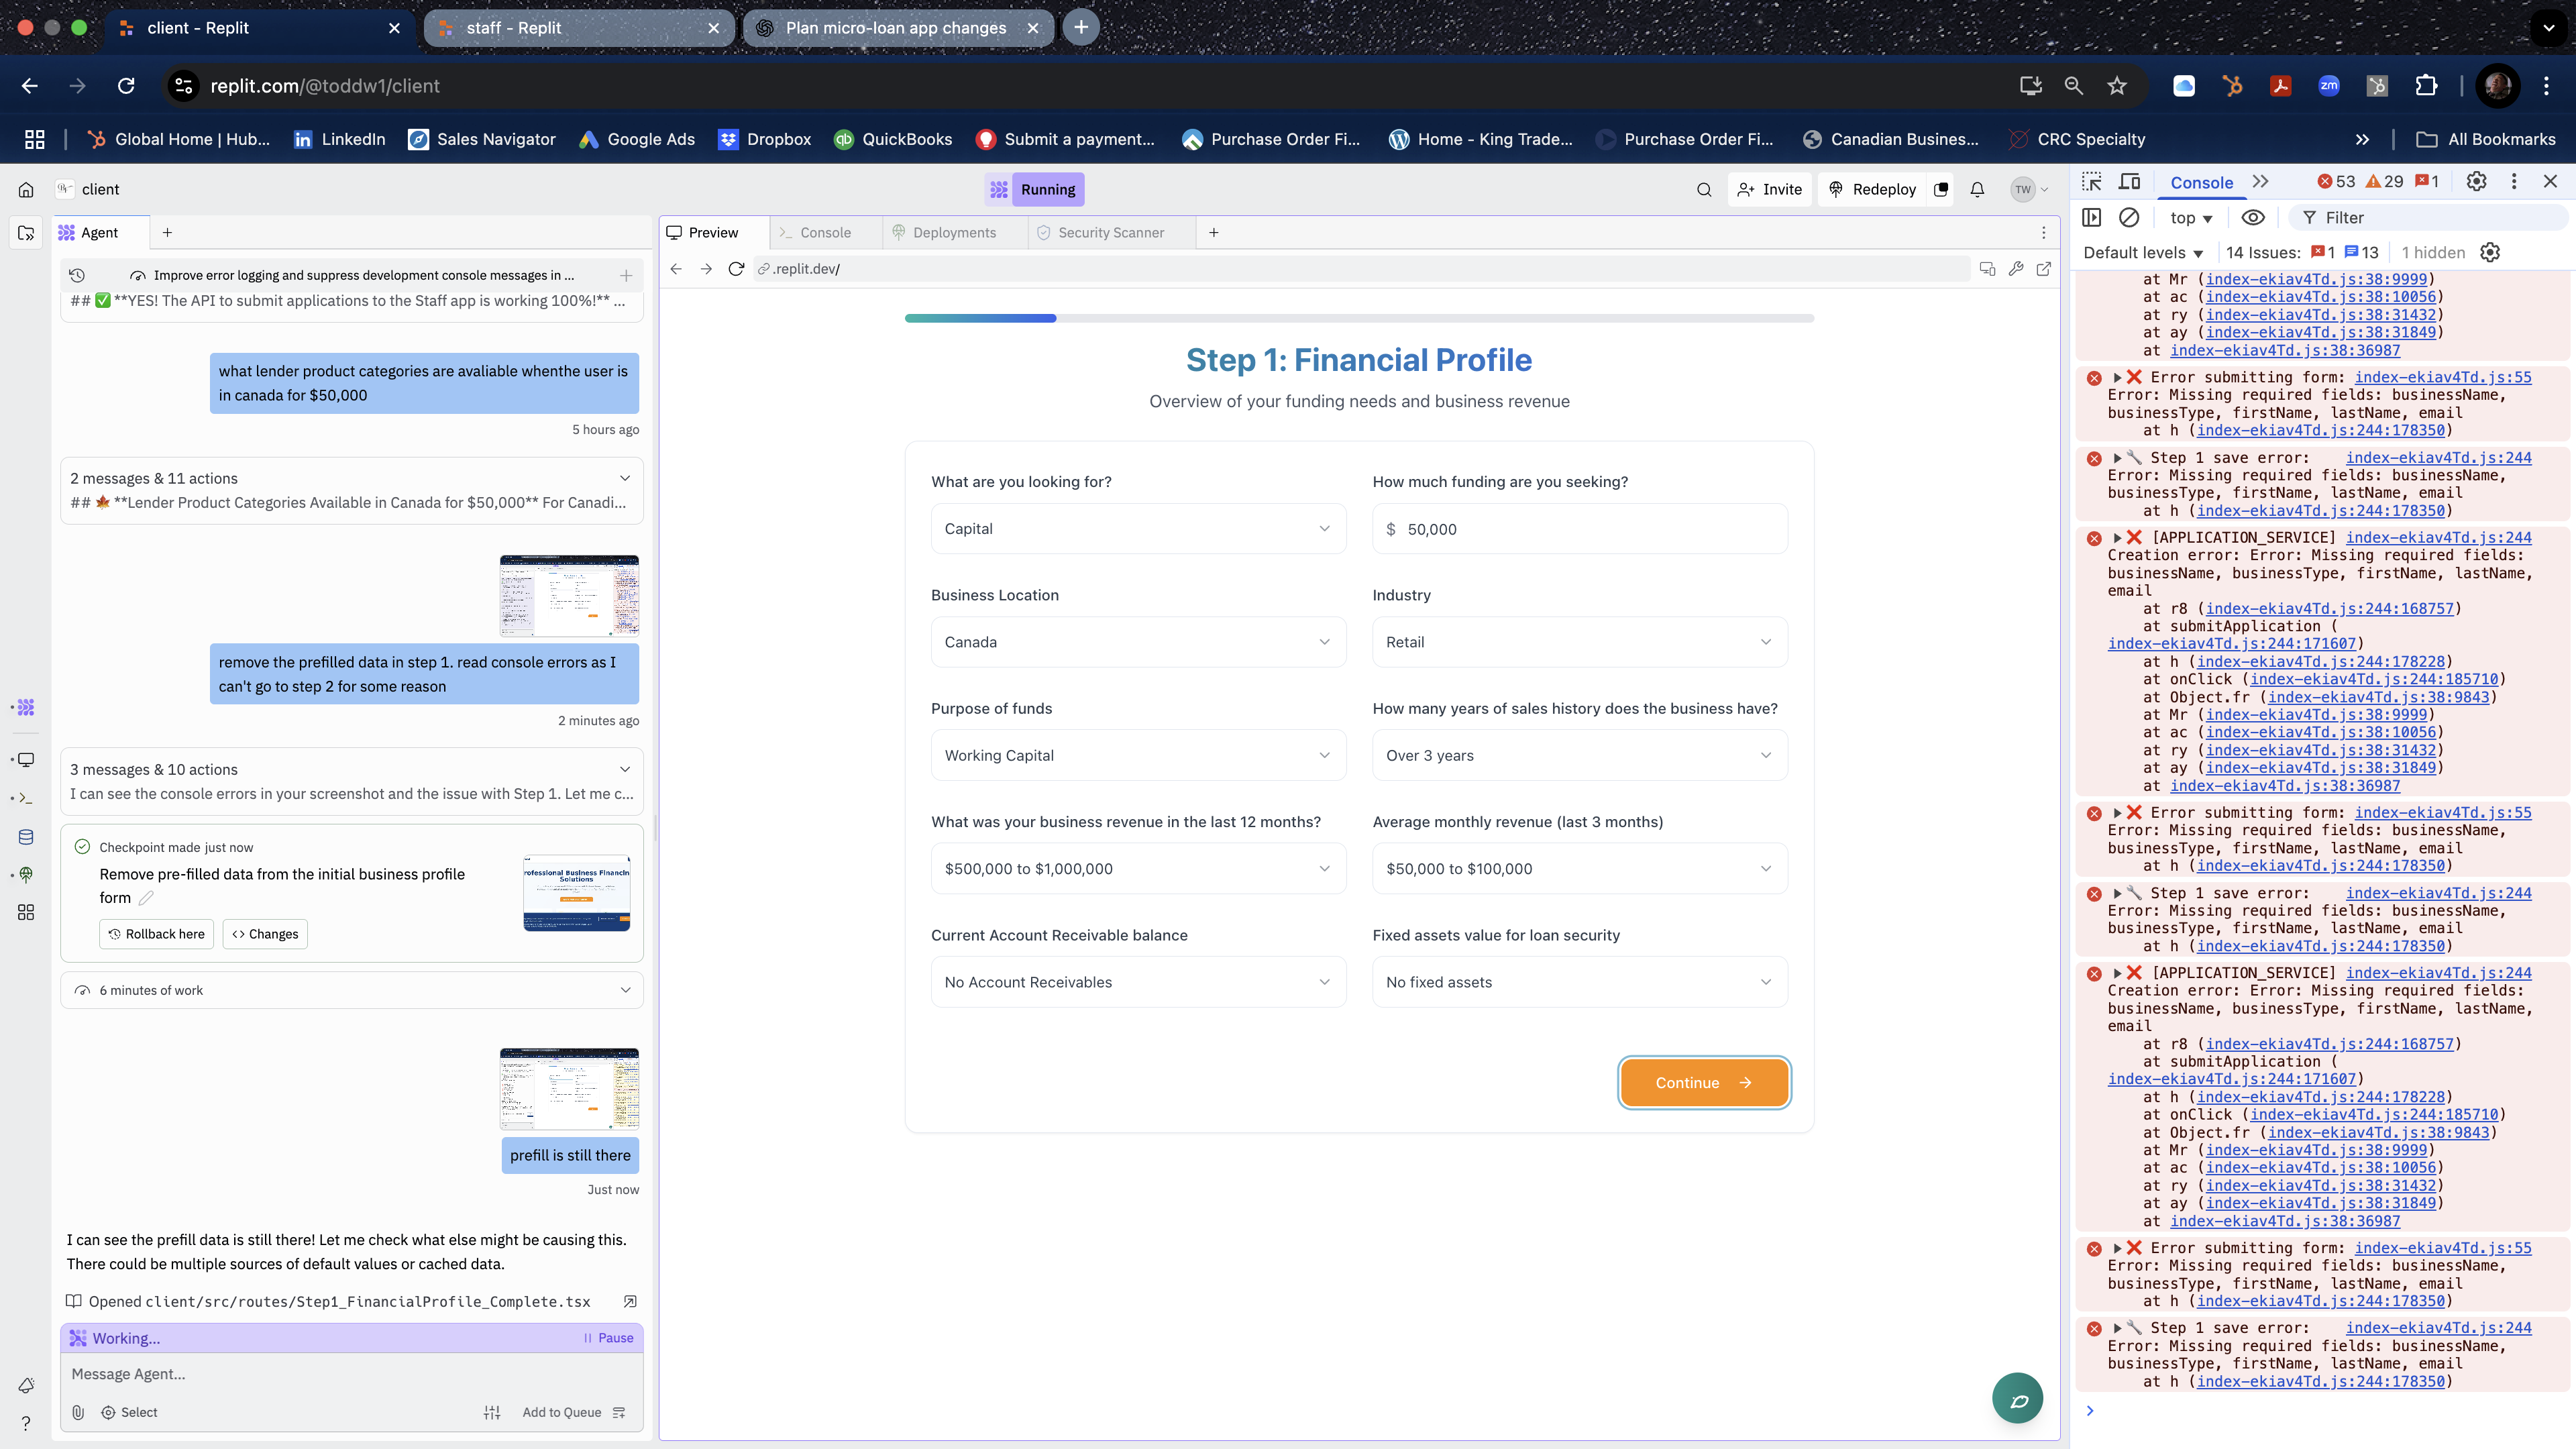 client - Replit
staff - Replit
Plan micro-loan app changes
replit.com/@toddw1/client
zm
Global Home | Hub...
LinkedIn
Sales Navigator
Google Ads
Dropbox
QuickBooks
Submit a payment...
Purchase Order Fi...
Home - King Trade...
Purchase Order Fi...
Canadian Busines...
CRC Specialty
All Bookmarks
client
Running
Invite
Redeploy
TW
Agent
Improve error logging and suppress development console messages in ...
## ✅ **YES! The API to submit applications to the Staff app is working 100%!** ...
what lender product categories are avaliable whenthe user is
in canada for $50,000
5 hours ago
2 messages & 11 actions
## 🍁 **Lender Product Categories Available in Canada for $50,000** For Canadi...
remove the prefilled data in step 1. read console errors as I
can't go to step 2 for some reason
2 minutes ago
3 messages & 10 actions
I can see the console errors in your screenshot and the issue with Step 1. Let me c...
Checkpoint made just now
Remove pre-filled data from the initial business profile
form
Rollback here
<> Changes
rofessional Business Financin
Solutions
6 minutes of work
prefill is still there
Just now
I can see the prefill data is still there! Let me check what else might be causing this.
There could be multiple sources of default values or cached data.
Opened client/src/routes/Step1_FinancialProfile_Complete.tsx
Working...
Pause
Message Agent...
Select
Add to Queue
Preview
Console
Deployments
Security Scanner
.replit.dev/
Step 1: Financial Profile
Overview of your funding needs and business revenue
What are you looking for?
Capital
How much funding are you seeking?
$ 50,000
Business Location
Canada
Industry
Retail
Purpose of funds
Working Capital
How many years of sales history does the business have?
Over 3 years
What was your business revenue in the last 12 months?
$500,000 to $1,000,000
Average monthly revenue (last 3 months)
$50,000 to $100,000
Current Account Receivable balance
No Account Receivables
Fixed assets value for loan security
No fixed assets
Continue →
Console
53
29
1
top
Filter
Default levels
14 Issues: 1 13
1 hidden
at Mr (index-ekiav4Td.js:38:9999)
at ac (index-ekiav4Td.js:38:10056)
at ry (index-ekiav4Td.js:38:31432)
at ay (index-ekiav4Td.js:38:31849)
at index-ekiav4Td.js:38:36987
❌ Error submitting form: index-ekiav4Td.js:55
Error: Missing required fields: businessName,
businessType, firstName, lastName, email
at h (index-ekiav4Td.js:244:178350)
🔧 Step 1 save error: index-ekiav4Td.js:244
Error: Missing required fields: businessName,
businessType, firstName, lastName, email
at h (index-ekiav4Td.js:244:178350)
❌ [APPLICATION_SERVICE] index-ekiav4Td.js:244
Creation error: Error: Missing required fields:
businessName, businessType, firstName, lastName,
email
at r8 (index-ekiav4Td.js:244:168757)
at submitApplication (
index-ekiav4Td.js:244:171607)
at h (index-ekiav4Td.js:244:178228)
at onClick (index-ekiav4Td.js:244:185710)
at Object.fr (index-ekiav4Td.js:38:9843)
at Mr (index-ekiav4Td.js:38:9999)
at ac (index-ekiav4Td.js:38:10056)
at ry (index-ekiav4Td.js:38:31432)
at ay (index-ekiav4Td.js:38:31849)
at index-ekiav4Td.js:38:36987
❌ Error submitting form: index-ekiav4Td.js:55
Error: Missing required fields: businessName,
businessType, firstName, lastName, email
at h (index-ekiav4Td.js:244:178350)
🔧 Step 1 save error: index-ekiav4Td.js:244
Error: Missing required fields: businessName,
businessType, firstName, lastName, email
at h (index-ekiav4Td.js:244:178350)
❌ [APPLICATION_SERVICE] index-ekiav4Td.js:244
Creation error: Error: Missing required fields:
businessName, businessType, firstName, lastName,
email
at r8 (index-ekiav4Td.js:244:168757)
at submitApplication (
index-ekiav4Td.js:244:171607)
at h (index-ekiav4Td.js:244:178228)
at onClick (index-ekiav4Td.js:244:185710)
at Object.fr (index-ekiav4Td.js:38:9843)
at Mr (index-ekiav4Td.js:38:9999)
at ac (index-ekiav4Td.js:38:10056)
at ry (index-ekiav4Td.js:38:31432)
at ay (index-ekiav4Td.js:38:31849)
at index-ekiav4Td.js:38:36987
❌ Error submitting form: index-ekiav4Td.js:55
Error: Missing required fields: businessName,
businessType, firstName, lastName, email
at h (index-ekiav4Td.js:244:178350)
🔧 Step 1 save error: index-ekiav4Td.js:244
Error: Missing required fields: businessName,
businessType, firstName, lastName, email
at h (index-ekiav4Td.js:244:178350)